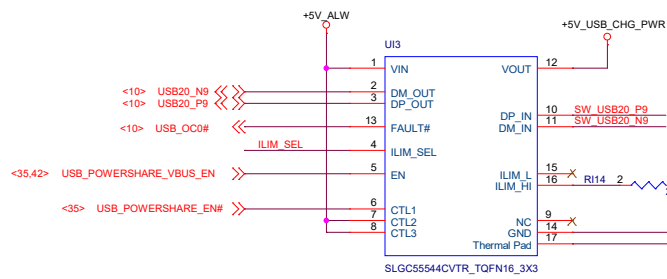 +5V_ALW
+5V_USB_CHG_PWR
UI3
1 VIN VOUT 12
<10> USB20_N9 2 DM_OUT
<10> USB20_P9 3 DP_OUT
DP_IN 10 SW_USB20_P9
<10> USB_OC0# 13 FAULT# DM_IN 11 SW_USB20_N9
ILIM_SEL 4 ILIM_SEL
ILIM_L 15
<35,42> USB_POWERSHARE_VBUS_EN 5 EN ILIM_HI 16 RI14 2
<35> USB_POWERSHARE_EN# 6 CTL1
7 CTL2 NC 9
8 CTL3 GND 14
Thermal Pad 17
SLGC55544CVTR_TQFN16_3X3